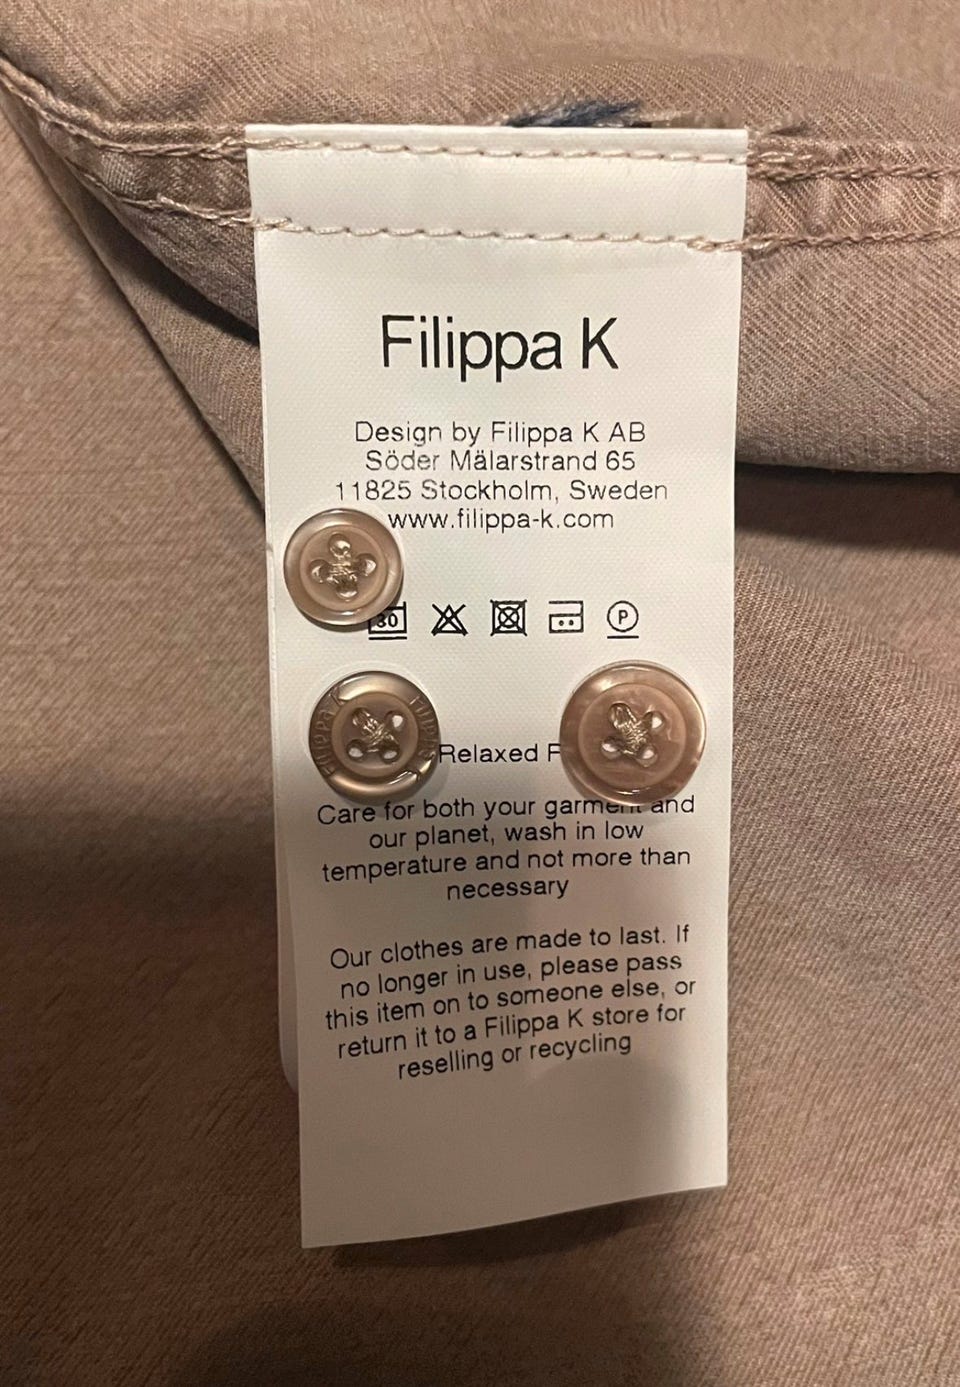 Filippa K
Design by Filippa K AB
Söder Mälarstrand 65
11825 Stockholm, Sweden
www.filippa-k.com
30
P
Filippa K Filippa K
Relaxed F
Care for both your garment and
our planet, wash in low
temperature and not more than
necessary
Our clothes are made to last. If
no longer in use, please pass
this item on to someone else, or
return it to a Filippa K store for
reselling or recycling